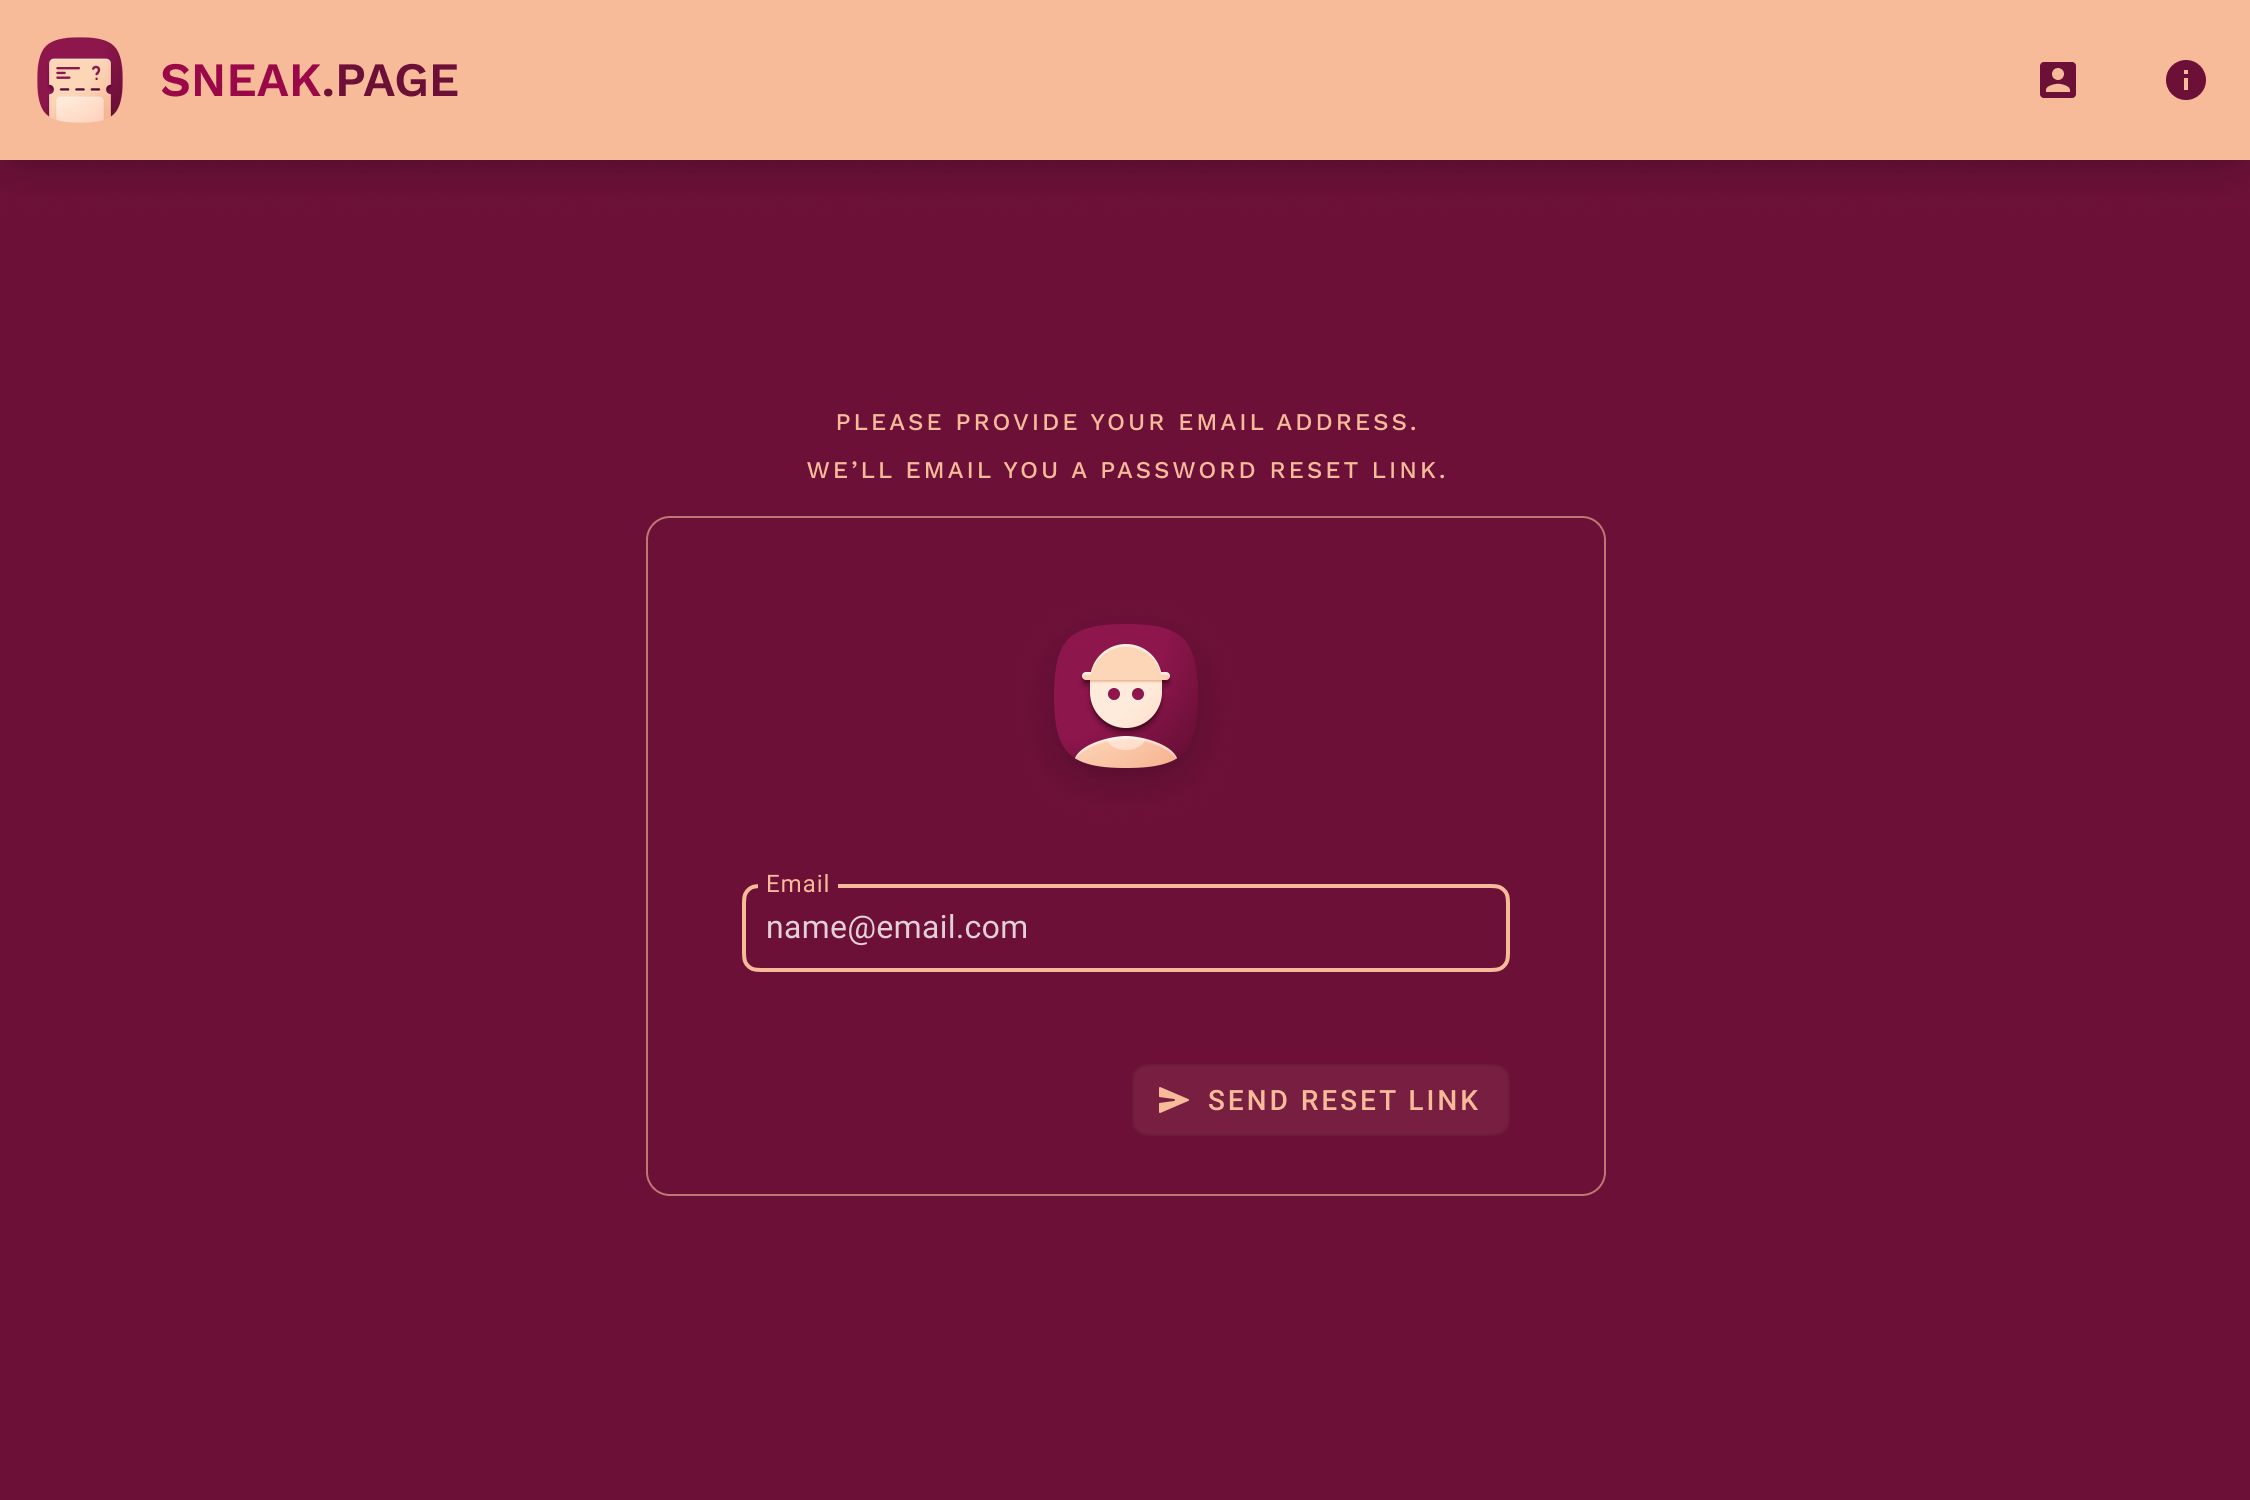 SNEAK.PAGE
PLEASE PROVIDE YOUR EMAIL ADDRESS.
WE’LL EMAIL YOU A PASSWORD RESET LINK.
Email
name@email.com
SEND RESET LINK